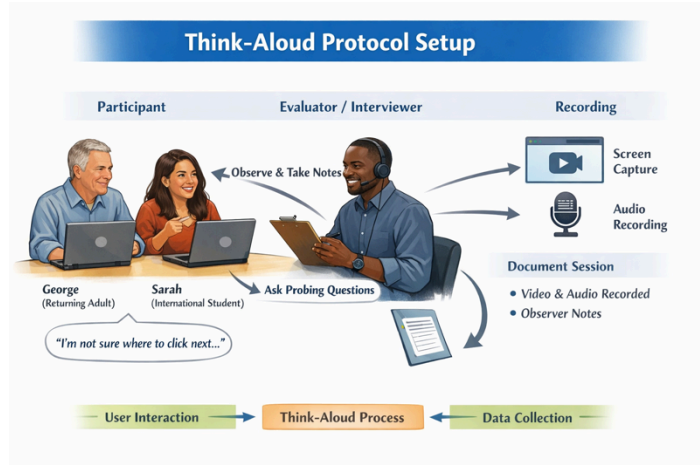 Think-Aloud Protocol Setup
Participant
Evaluator / Interviewer
Recording
Observe & Take Notes
Screen
Capture
Audio
Recording
George
(Returning Adult)
Sarah
(International Student)
Ask Probing Questions
"I'm not sure where to click next..."
Document Session
• Video & Audio Recorded
• Observer Notes
User Interaction
Think-Aloud Process
Data Collection